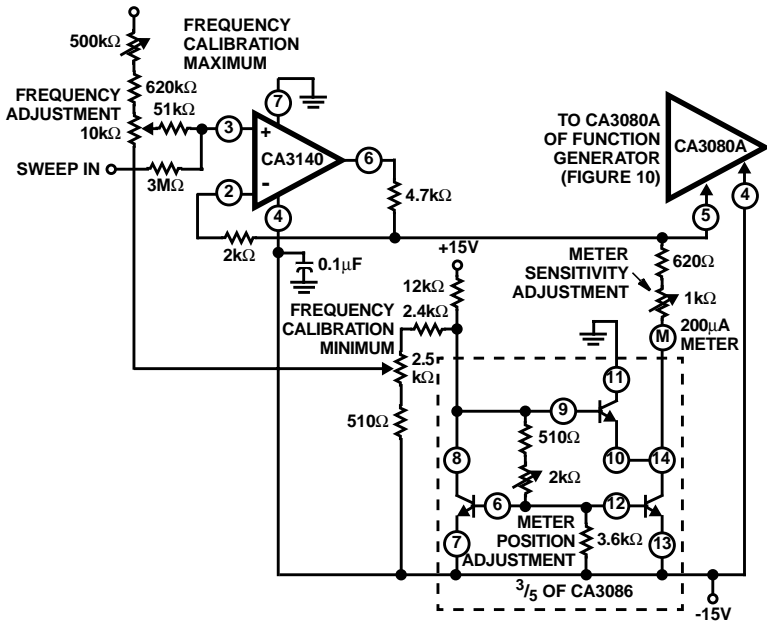 FREQUENCY
CALIBRATION
MAXIMUM
500kΩ
620kΩ
FREQUENCY
ADJUSTMENT
10kΩ
51kΩ
SWEEP IN
3MΩ
7
3
+
CA3140
6
2
-
4
2kΩ
0.1μF
4.7kΩ
TO CA3080A
OF FUNCTION
GENERATOR
(FIGURE 10)
CA3080A
4
5
+15V
12kΩ
2.4kΩ
FREQUENCY
CALIBRATION
MINIMUM
2.5
kΩ
510Ω
METER
SENSITIVITY
ADJUSTMENT
620Ω
1kΩ
M
200μA
METER
11
9
510Ω
10
14
8
2kΩ
6
12
METER
POSITION
ADJUSTMENT
3.6kΩ
7
13
3/5 OF CA3086
-15V